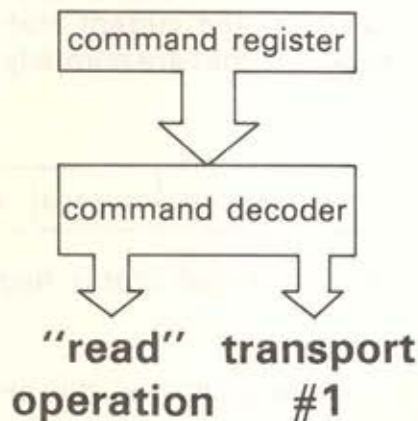 command register
command decoder
"read" transport
operation #1